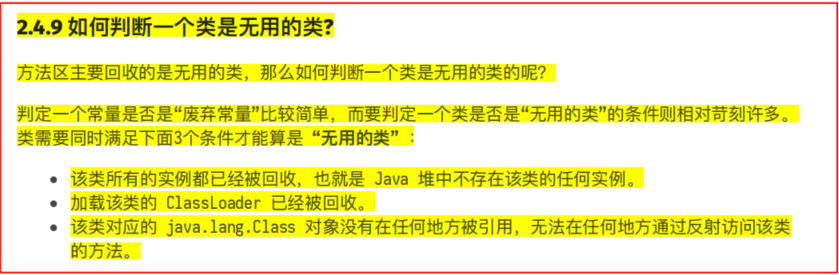 2.4.9 如何判断一个类是无用的类?
方法区主要回收的是无用的类，那么如何判断一个类是无用的类的呢？
判定一个常量是否是“废弃常量”比较简单，而要判定一个类是否是“无用的类”的条件则相对苛刻许多。
类需要同时满足下面3个条件才能算是 “无用的类” ：
• 该类所有的实例都已经被回收，也就是 Java 堆中不存在该类的任何实例。
• 加载该类的 ClassLoader 已经被回收。
• 该类对应的 java.lang.Class 对象没有在任何地方被引用，无法在任何地方通过反射访问该类
的方法。